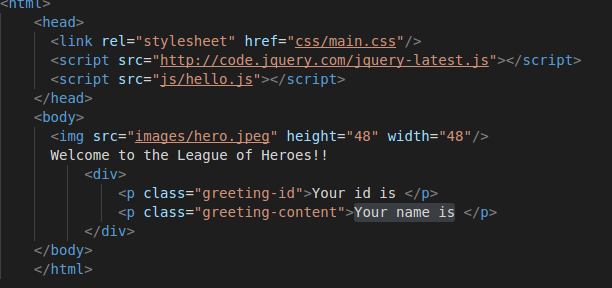 <html>
<head>
<link rel="stylesheet" href="css/main.css"/>
<script src="http://code.jquery.com/jquery-latest.js"></script>
<script src="js/hello.js"></script>
</head>
<body>
<img src="images/hero.jpeg" height="48" width="48"/>
Welcome to the League of Heroes!!
<div>
<p class="greeting-id">Your id is </p>
<p class="greeting-content">Your name is </p>
</div>
</body>
</html>